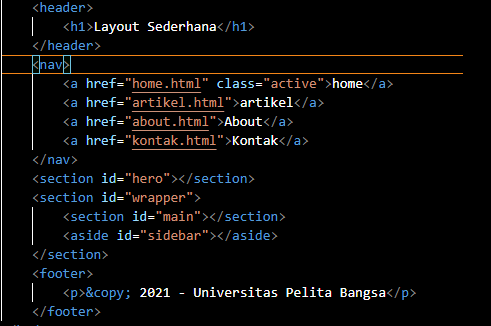 <header>
<h1>Layout Sederhana</h1>
</header>
<nav>
<a href="home.html" class="active">home</a>
<a href="artikel.html">artikel</a>
<a href="about.html">About</a>
<a href="kontak.html">Kontak</a>
</nav>
<section id="hero"></section>
<section id="wrapper">
<section id="main"></section>
<aside id="sidebar"></aside>
</section>
<footer>
<p>&copy; 2021 - Universitas Pelita Bangsa</p>
</footer>